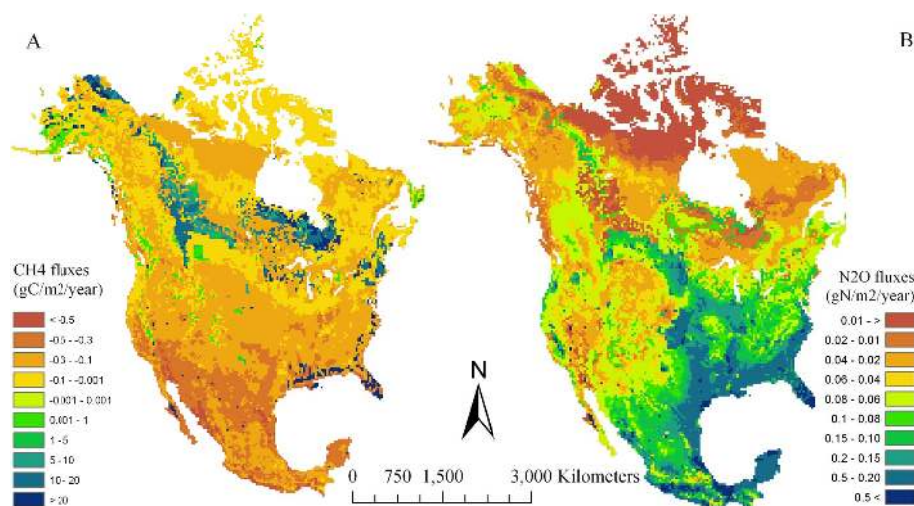 A
B
CH4 fluxes
(gC/m2/year)
< -0.5
-0.5 - -0.3
-0.3 - -0.1
-0.1 - -0.001
-0.001 - 0.001
0.001 - 1
1 - 5
5 - 10
10 - 20
> 20
N
0 750 1,500 3,000 Kilometers
N2O fluxes
(gN/m2/year)
0.01 - >
0.02 - 0.01
0.04 - 0.02
0.06 - 0.04
0.08 - 0.06
0.1 - 0.08
0.15 - 0.10
0.2 - 0.15
0.5 - 0.20
0.5 <